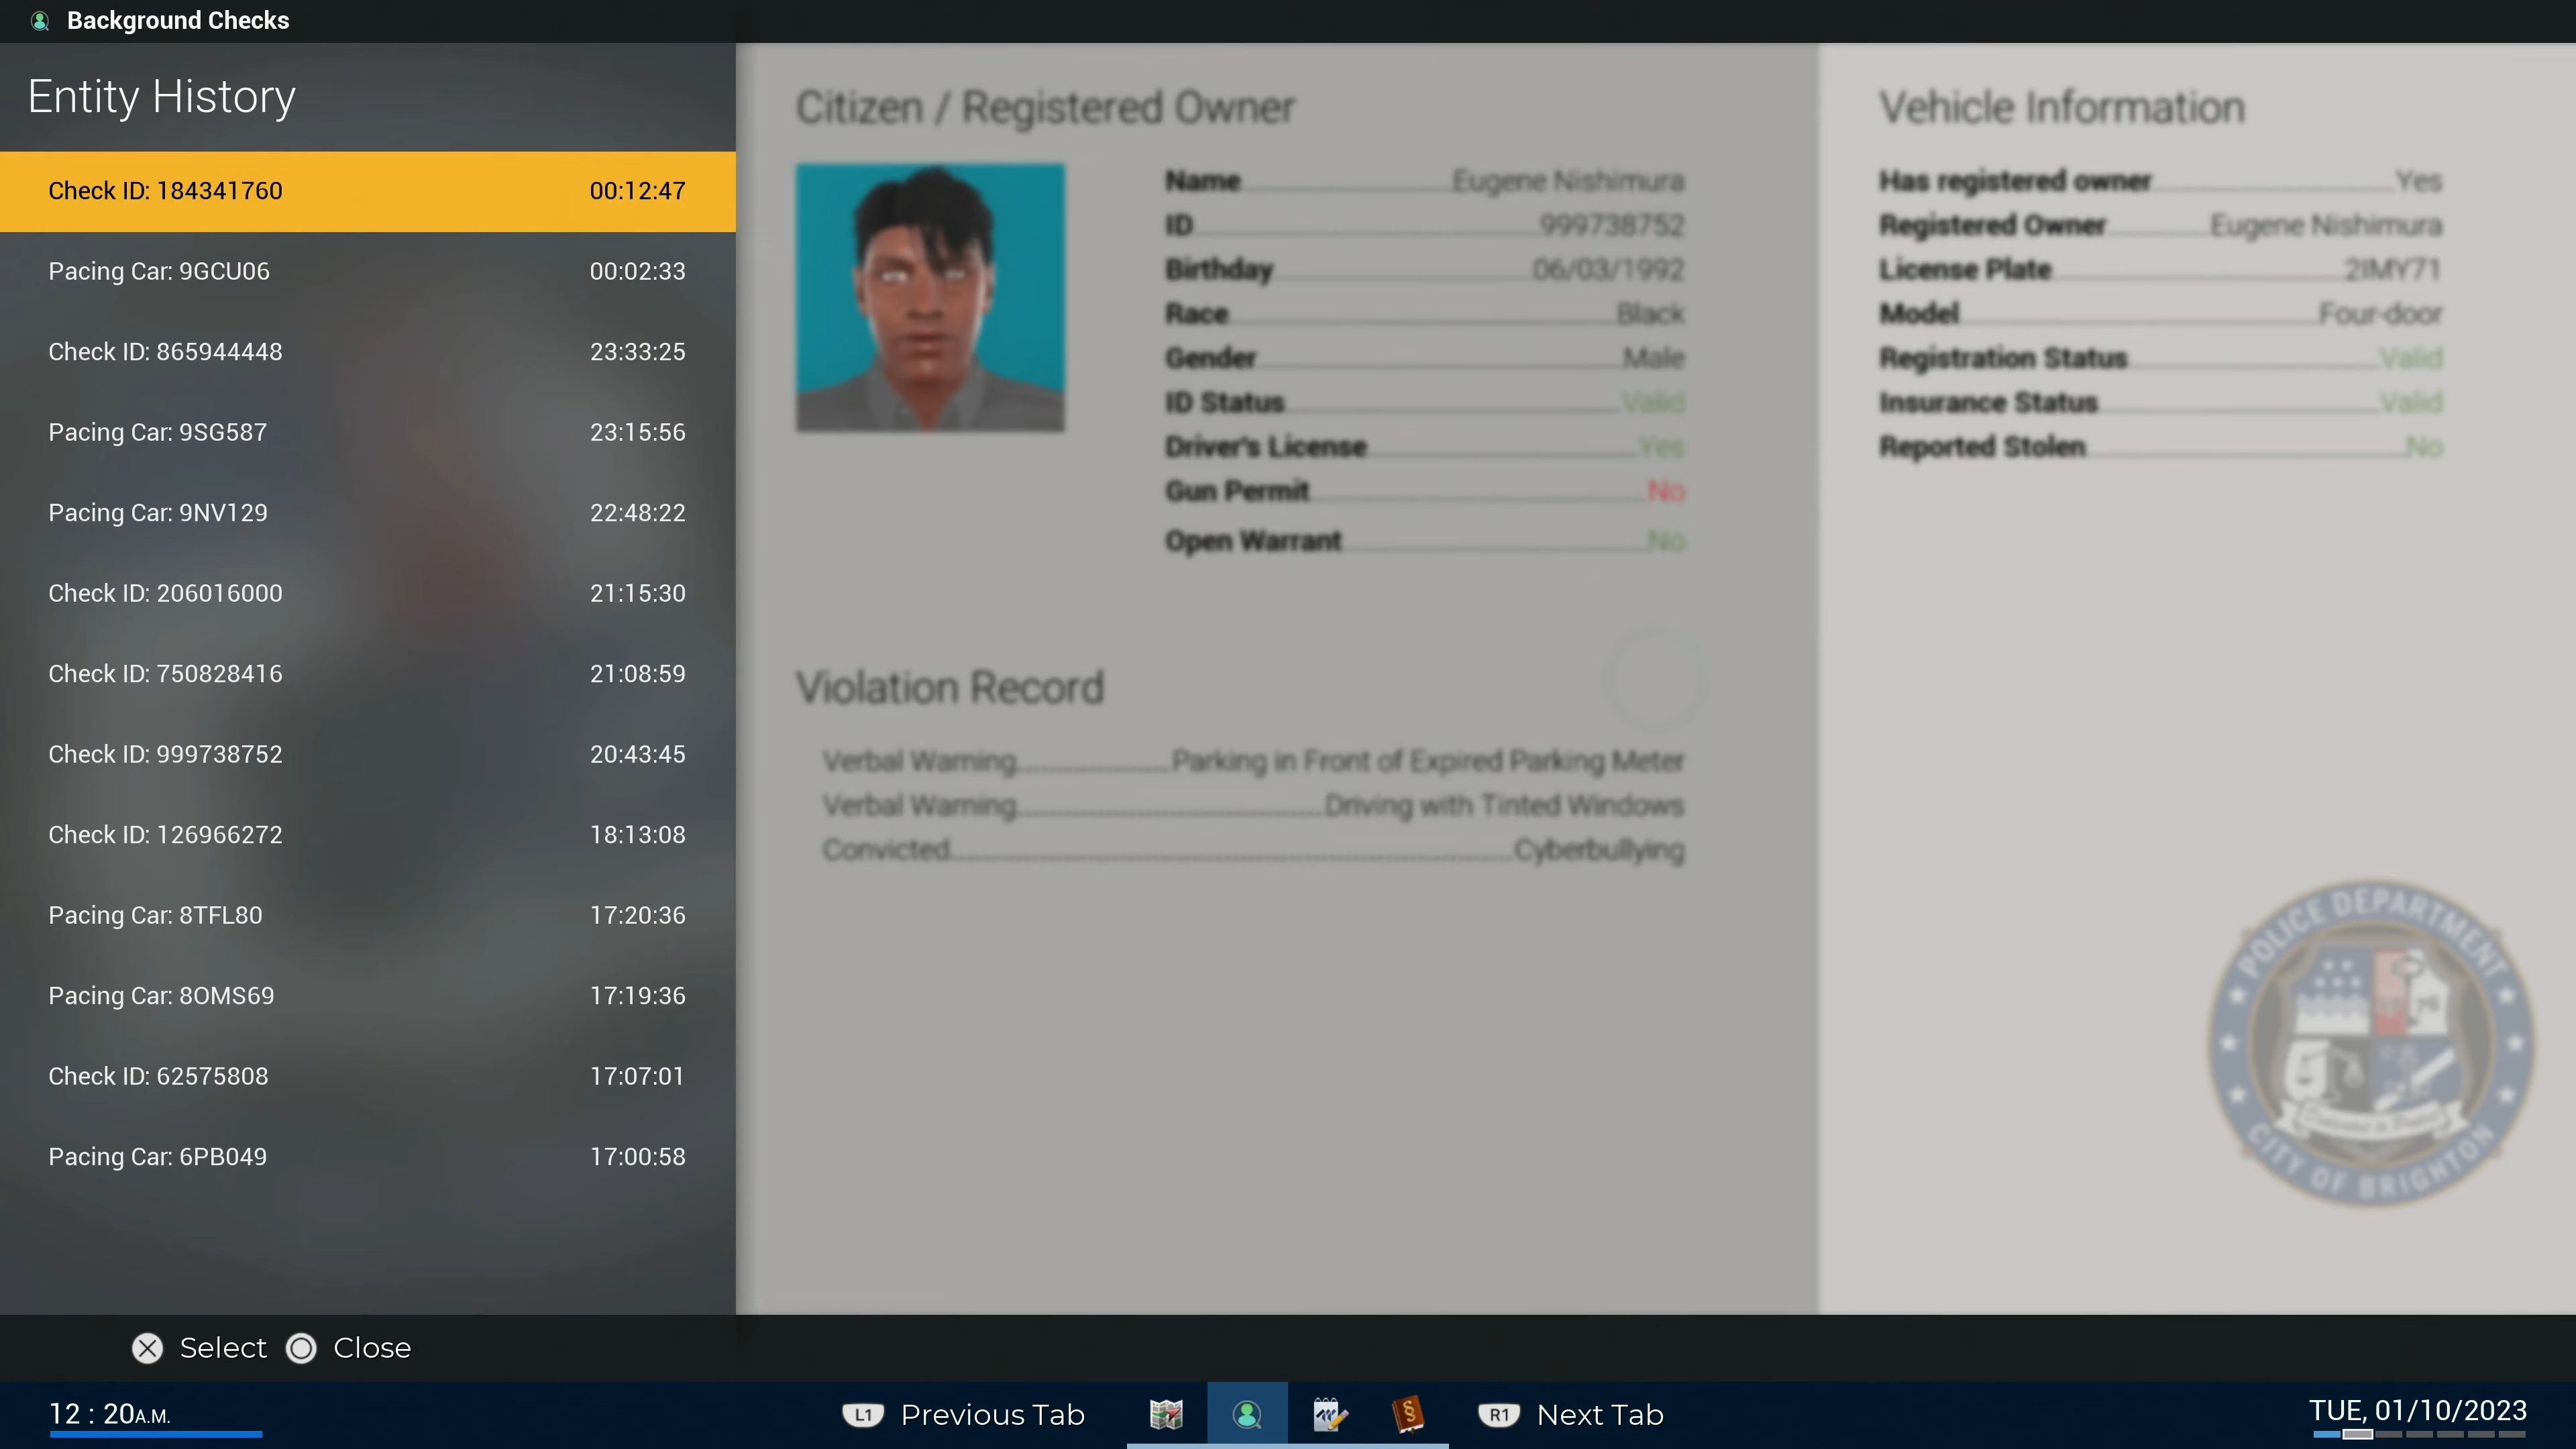 Background Checks
Entity History
Check ID: 184341760 00:12:47
Pacing Car: 9GCU06 00:02:33
Check ID: 865944448 23:33:25
Pacing Car: 9SG587 23:15:56
Pacing Car: 9NV129 22:48:22
Check ID: 206016000 21:15:30
Check ID: 750828416 21:08:59
Check ID: 999738752 20:43:45
Check ID: 126966272 18:13:08
Pacing Car: 8TFL80 17:20:36
Pacing Car: 8OMS69 17:19:36
Check ID: 62575808 17:07:01
Pacing Car: 6PB049 17:00:58
Citizen / Registered Owner
Name Eugene Nishimura
ID 999738752
Birthday 06/03/1992
Race Black
Gender Male
ID Status Valid
Driver's License Yes
Gun Permit No
Open Warrant No
Violation Record
Verbal Warning Parking in Front of Expired Parking Meter
Verbal Warning Driving with Tinted Windows
Convicted Cyberbullying
Vehicle Information
Has registered owner Yes
Registered Owner Eugene Nishimura
License Plate 2IMY71
Model Four-door
Registration Status Valid
Insurance Status Valid
Reported Stolen No
POLICE DEPARTMENT
CITY OF BRIGHTON
Select Close
12 : 20 A.M.
L1 Previous Tab
R1 Next Tab
TUE, 01/10/2023